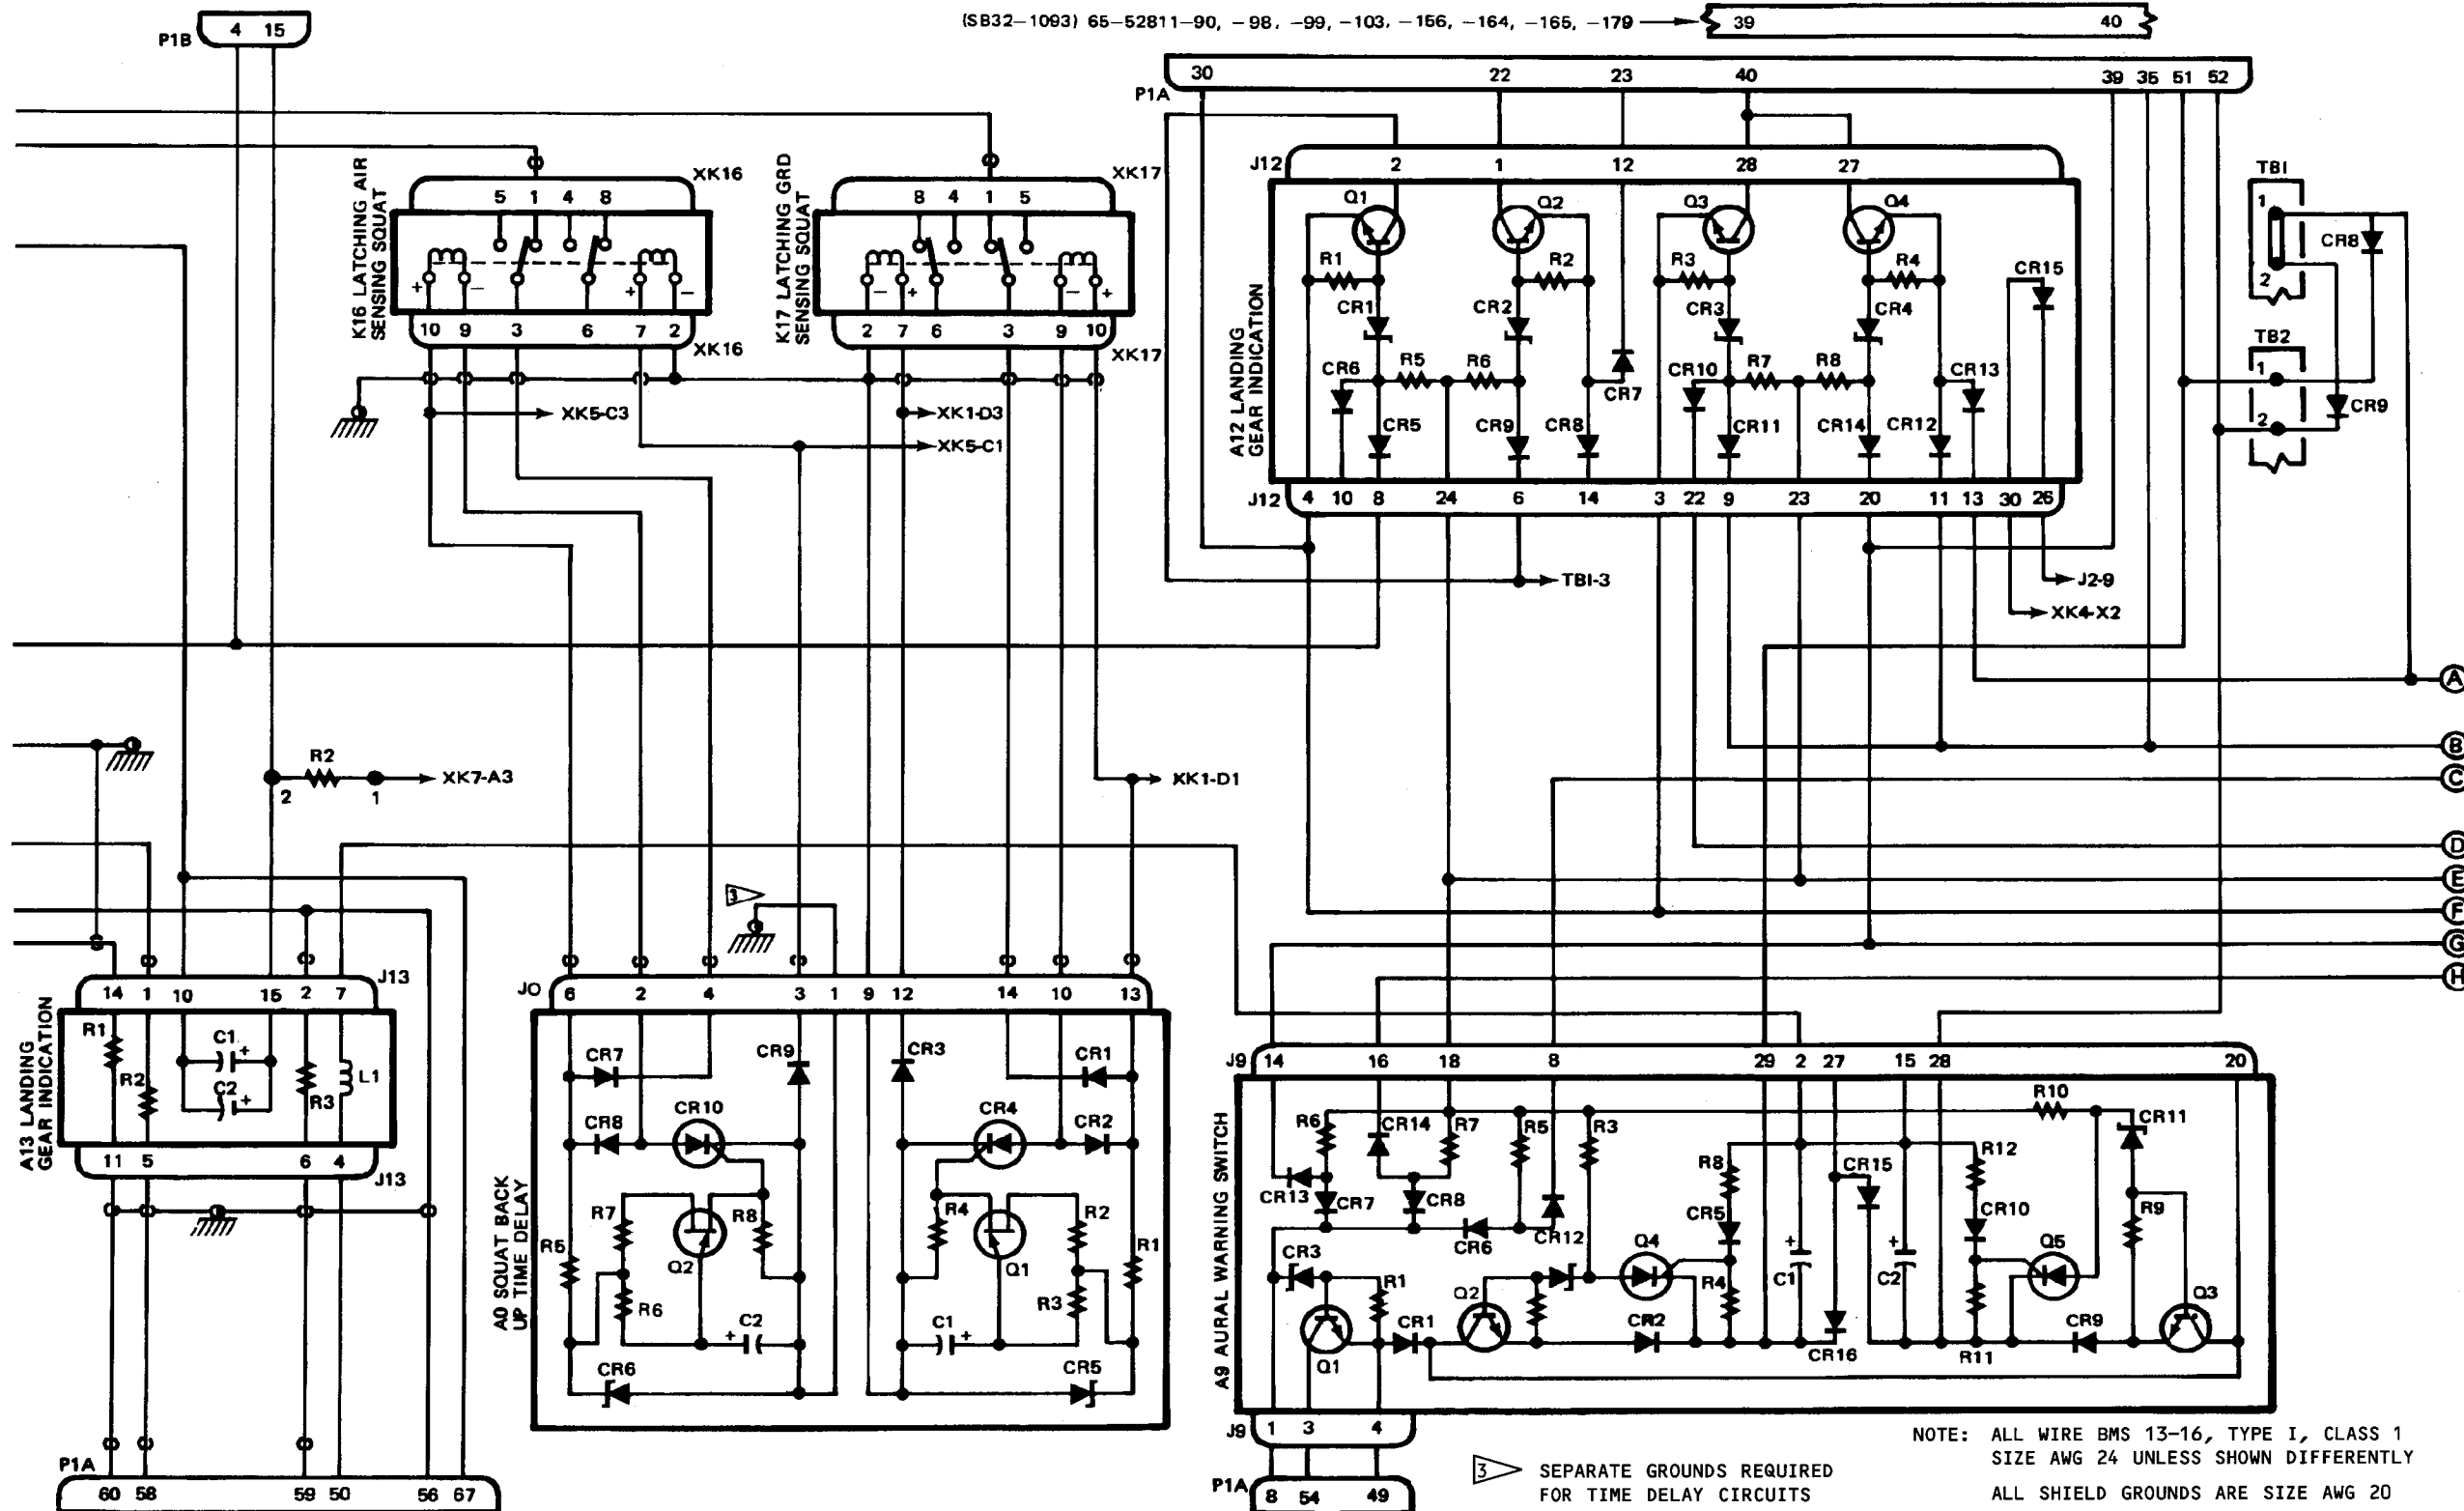 (SB32-1093) 65-52811-90, -98, -99, -103, -156, -164, -165, -179
39 40
P1B 4 15
P1A 30 22 23 40 39 35 51 52
K16 LATCHING AIR
SENSING SQUAT
XK16
5 1 4 8
+ - + -
10 9 3 6 7 2
XK16
K17 LATCHING GRD
SENSING SQUAT
XK17
8 4 1 5
- + - +
2 7 6 3 9 10
XK17
XK5-C3
XK1-D3
XK5-C1
A12 LANDING
GEAR INDICATION
J12 2 1 12 28 27
Q1 Q2 Q3 Q4
R1 R2 R3 R4 CR15
CR1 CR2 CR3 CR4
CR6 R5 R6 CR7 CR10 R7 R8 CR13
CR5 CR9 CR8 CR11 CR14 CR12
J12 4 10 8 24 6 14 3 22 9 23 20 11 13 30 26
TB1
1
2
CR8
TB2
1
2
CR9
TB1-3
J2-9
XK4-X2
A
B
C
D
E
F
G
H
R2
2 1
XK7-A3
XK1-D1
3
A13 LANDING
GEAR INDICATION
J13
14 1 10 15 2 7
R1 C1 +
R2 C2 + R3 L1
11 5 6 4
J13
P1A
60 58 59 50 56 67
A0 SQUAT BACK
UP TIME DELAY
J0 6 2 4 3 1 9 12 14 10 13
CR7 CR9 CR3 CR1
CR8 CR10 CR4 CR2
R7 R8 R4 R2
R5 Q2 Q1 R1
R6 + C2 C1 + R3
CR6 CR5
A9 AURAL WARNING SWITCH
J9 14 16 18 8 29 2 27 15 28 20
R6 CR14 R7 R5 R3 R10 CR11
CR13 CR7 CR8 R8 CR15 R12
CR6 CR12 CR5 CR10 R9
CR3 R1 Q2 Q4 R4 + C1 + C2 Q5
Q1 CR1 CR2 CR16 R11 CR9 Q3
J9 1 3 4
P1A 8 54 49
3 SEPARATE GROUNDS REQUIRED
FOR TIME DELAY CIRCUITS
NOTE: ALL WIRE BMS 13-16, TYPE I, CLASS 1
SIZE AWG 24 UNLESS SHOWN DIFFERENTLY
ALL SHIELD GROUNDS ARE SIZE AWG 20